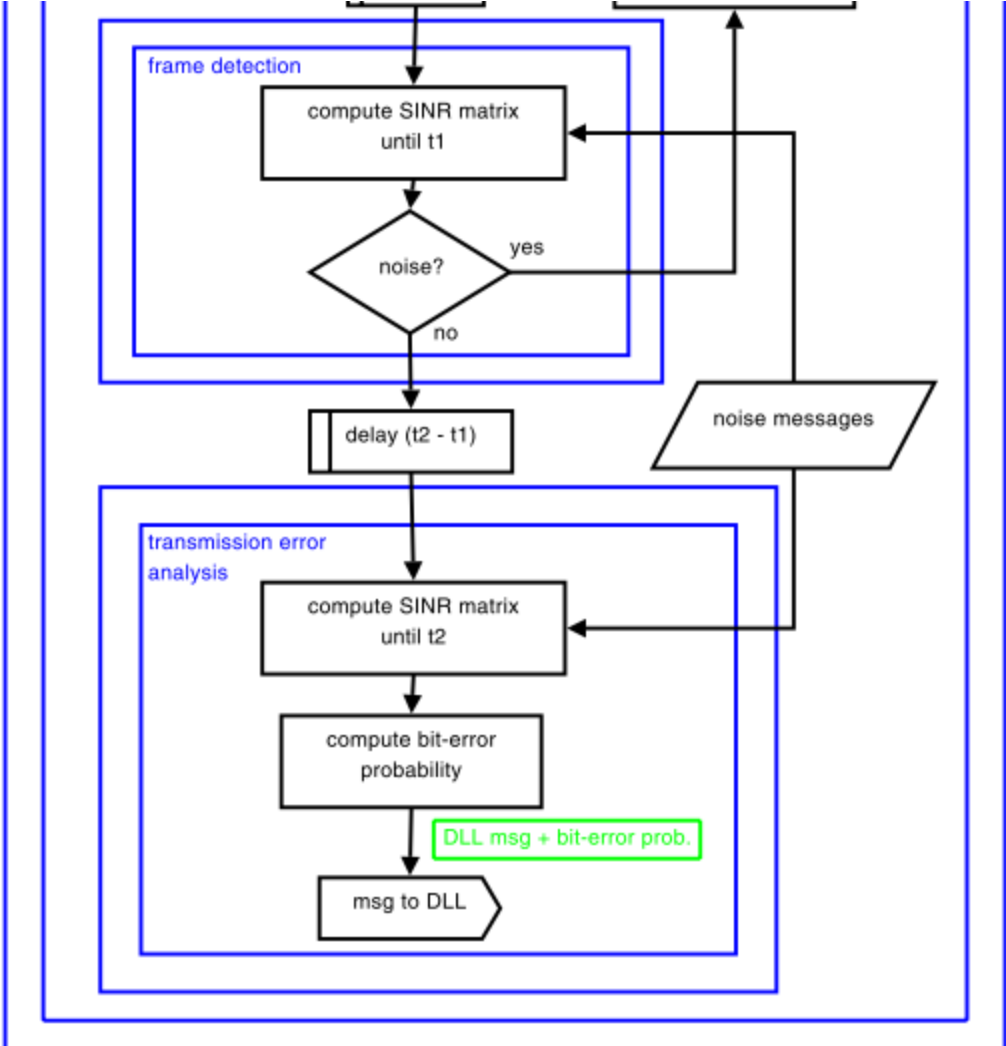 frame detection
compute SINR matrix
until t1
noise?
yes
no
delay (t2 - t1)
noise messages
transmission error
analysis
compute SINR matrix
until t2
compute bit-error
probability
DLL msg + bit-error prob.
msg to DLL